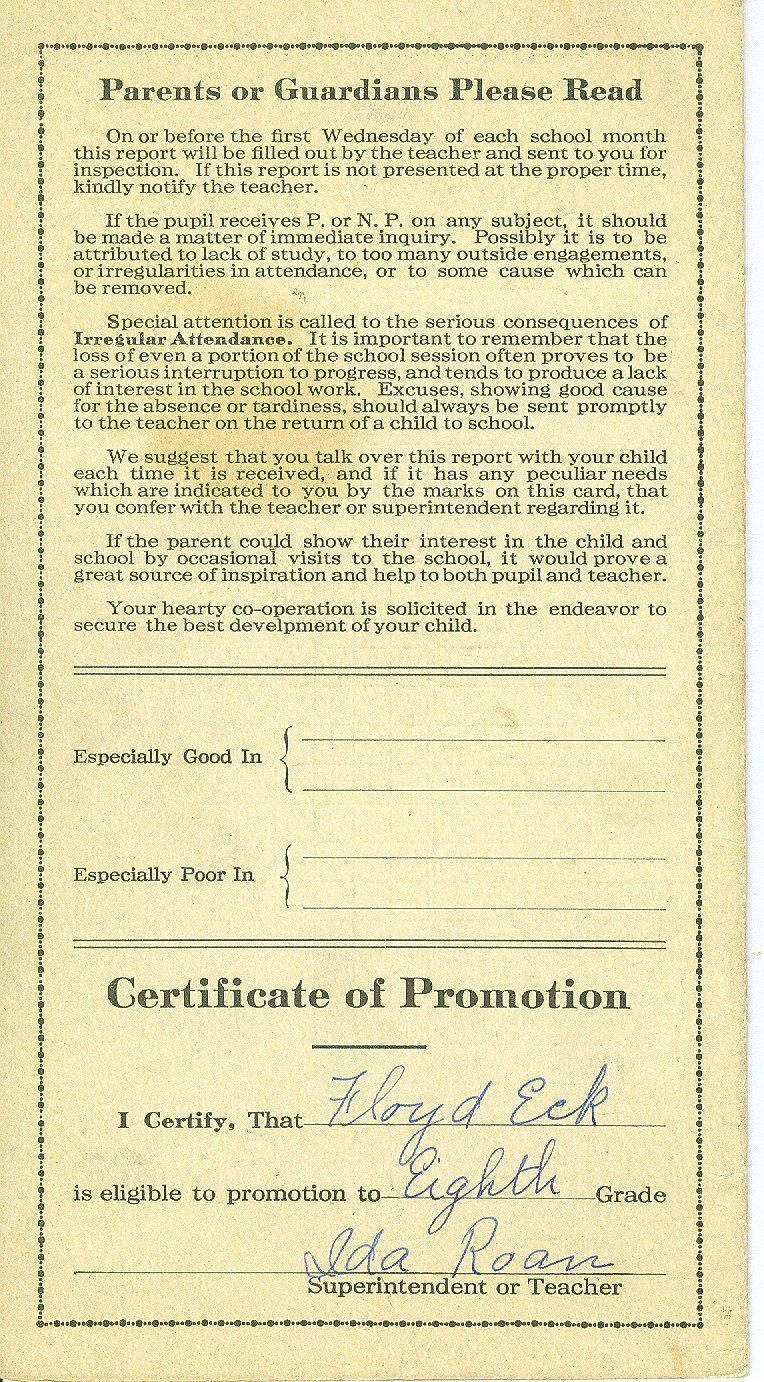 Parents or Guardians Please Read
On or before the first Wednesday of each school month
this report will be filled out by the teacher and sent to you for
inspection. If this report is not presented at the proper time,
kindly notify the teacher.
If the pupil receives P. or N. P. on any subject, it should
be made a matter of immediate inquiry. Possibly it is to be
attributed to lack of study, to too many outside engagements,
or irregularities in attendance, or to some cause which can
be removed.
Special attention is called to the serious consequences of
Irregular Attendance. It is important to remember that the
loss of even a portion of the school session often proves to be
a serious interruption to progress, and tends to produce a lack
of interest in the school work. Excuses, showing good cause
for the absence or tardiness, should always be sent promptly
to the teacher on the return of a child to school.
We suggest that you talk over this report with your child
each time it is received, and if it has any peculiar needs
which are indicated to you by the marks on this card, that
you confer with the teacher or superintendent regarding it.
If the parent could show their interest in the child and
school by occasional visits to the school, it would prove a
great source of inspiration and help to both pupil and teacher.
Your hearty co-operation is solicited in the endeavor to
secure the best develpment of your child.
Especially Good In
Especially Poor In
Certificate of Promotion
I Certify, That Floyd Eck
is eligible to promotion to Eighth Grade
Ida Roan
Superintendent or Teacher